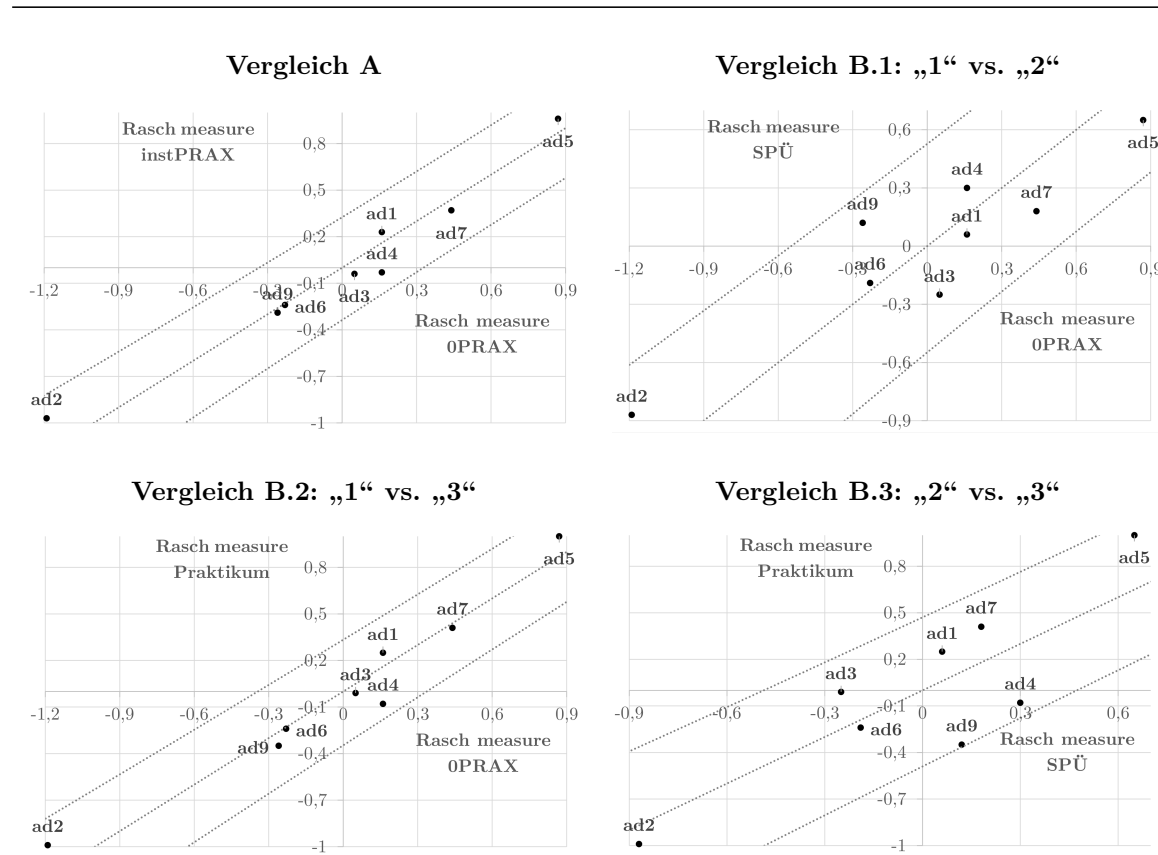 Vergleich A
Rasch measure
instPRAX
0,8
0,5
0,2
-0,1
-0,4
-0,7
-1
-1,2
-0,9
-0,6
-0,3
0
0,3
0,6
0,9
ad5
ad1
ad7
ad4
ad3
ad9
ad6
ad2
Rasch measure
0PRAX
Vergleich B.1: „1“ vs. „2“
Rasch measure
SPÜ
0,6
0,3
0
-0,3
-0,6
-0,9
-1,2
-0,9
-0,6
-0,3
0
0,3
0,6
0,9
ad5
ad4
ad7
ad9
ad1
ad6
ad3
ad2
Rasch measure
0PRAX
Vergleich B.2: „1“ vs. „3“
Rasch measure
Praktikum
0,8
0,5
0,2
-0,1
-0,4
-0,7
-1
-1,2
-0,9
-0,6
-0,3
0
0,3
0,6
0,9
ad5
ad7
ad1
ad3
ad4
ad6
ad9
ad2
Rasch measure
0PRAX
Vergleich B.3: „2“ vs. „3“
Rasch measure
Praktikum
0,8
0,5
0,2
-0,1
-0,4
-0,7
-1
-0,9
-0,6
-0,3
0
0,3
0,6
ad5
ad7
ad1
ad3
ad4
ad6
ad9
ad2
Rasch measure
SPÜ